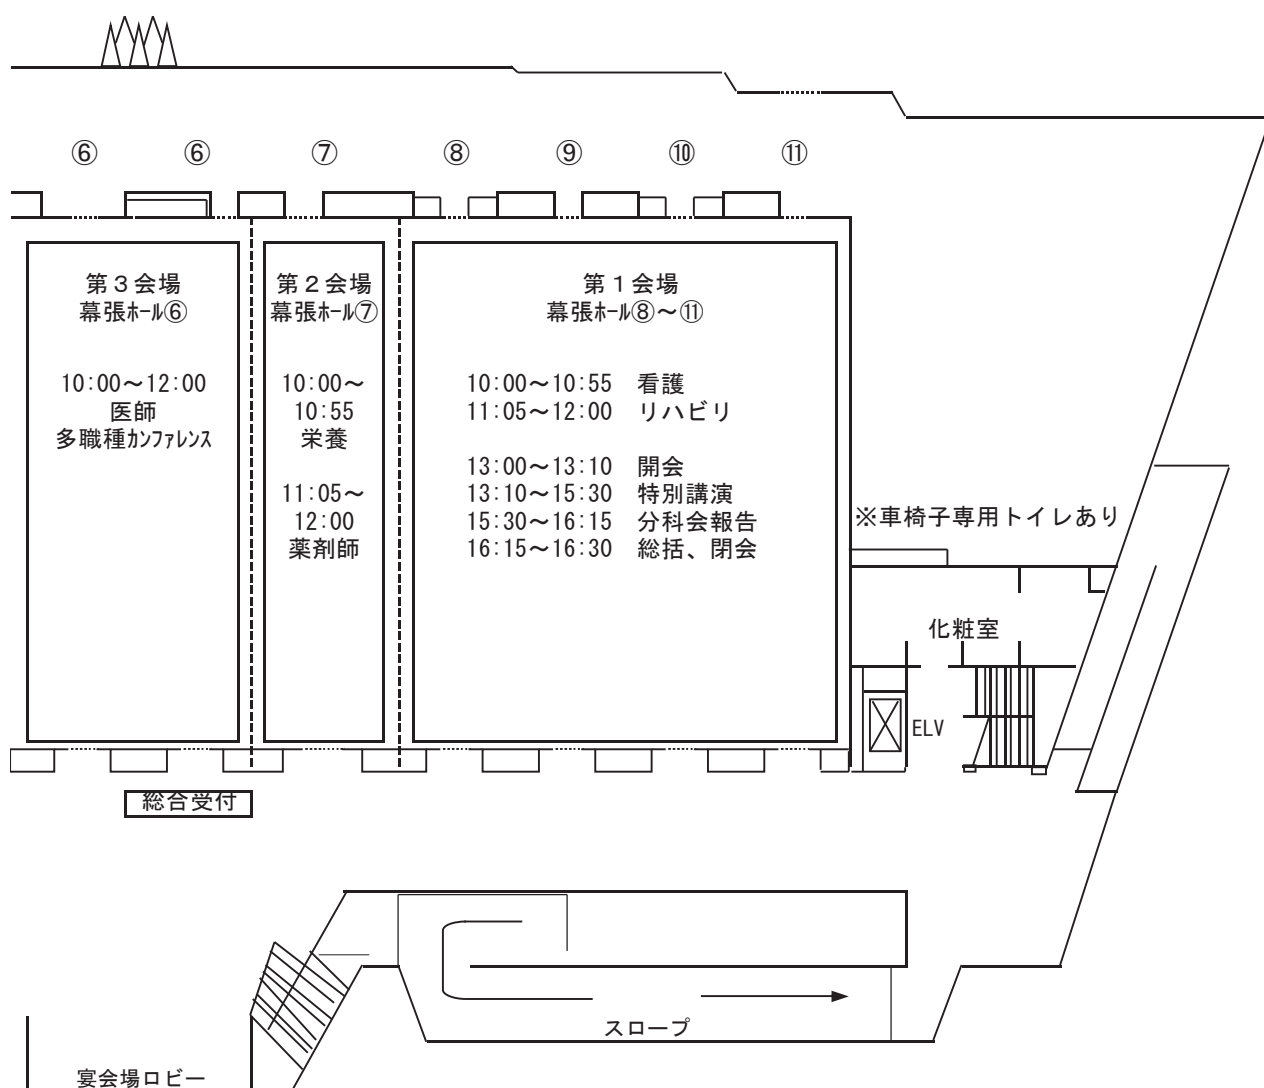 ⑥ ⑥ ⑦ ⑧ ⑨ ⑩ ⑪
第3会場
幕張ホール⑥
10:00～12:00
医師
多職種カンファレンス
第2会場
幕張ホール⑦
10:00～
10:55
栄養
11:05～
12:00
薬剤師
第1会場
幕張ホール⑧～⑪
10:00～10:55 看護
11:05～12:00 リハビリ
13:00～13:10 開会
13:10～15:30 特別講演
15:30～16:15 分科会報告
16:15～16:30 総括、閉会
※車椅子専用トイレあり
化粧室
ELV
総合受付
スロープ
宴会場ロビー